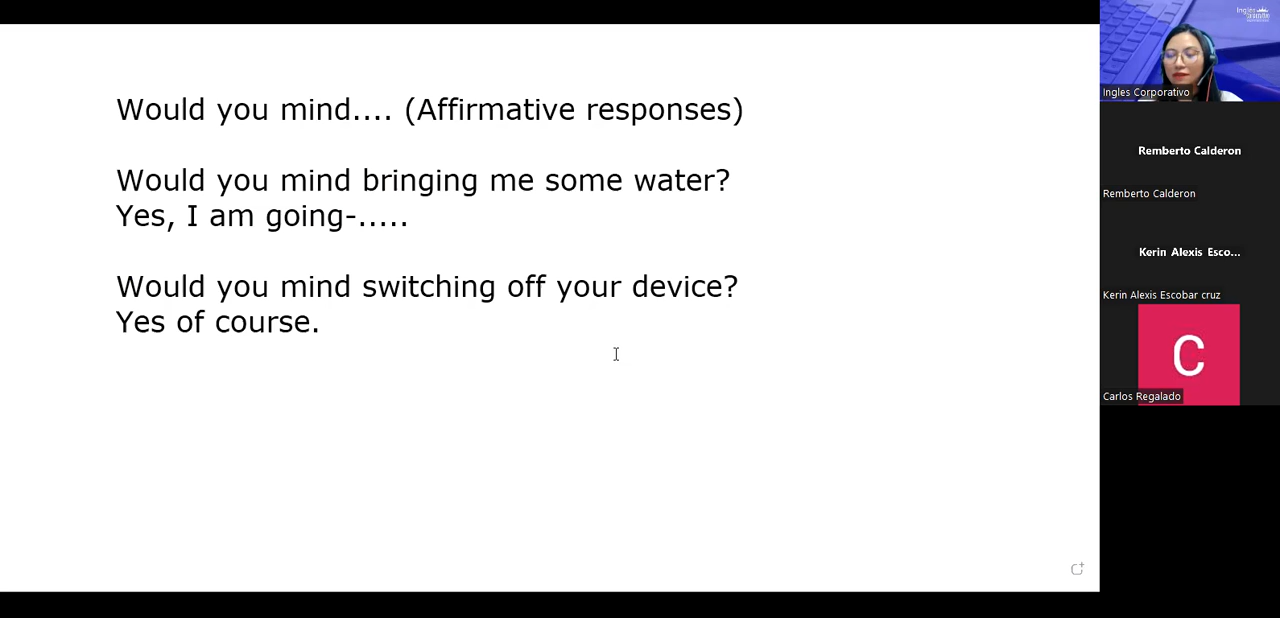 Would you mind.... (Affirmative responses)
Would you mind bringing me some water?
Yes, I am going-.....
Would you mind switching off your device?
Yes of course.
Ingles
Ingles Corporativo
Remberto Calderon
Remberto Calderon
Kerin Alexis Esco...
Kerin Alexis Escobar cruz
C
Carlos Regalado